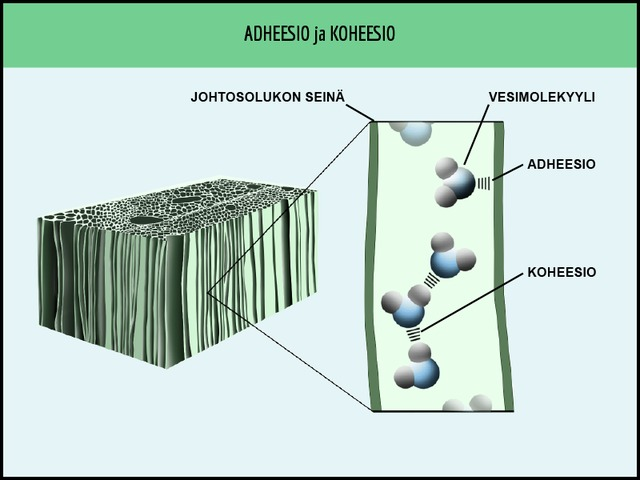 ADHEESIO ja KOHEESIO
JOHTOSOLUKON SEINÄ
VESIMOLEKYYLI
ADHEESIO
KOHEESIO